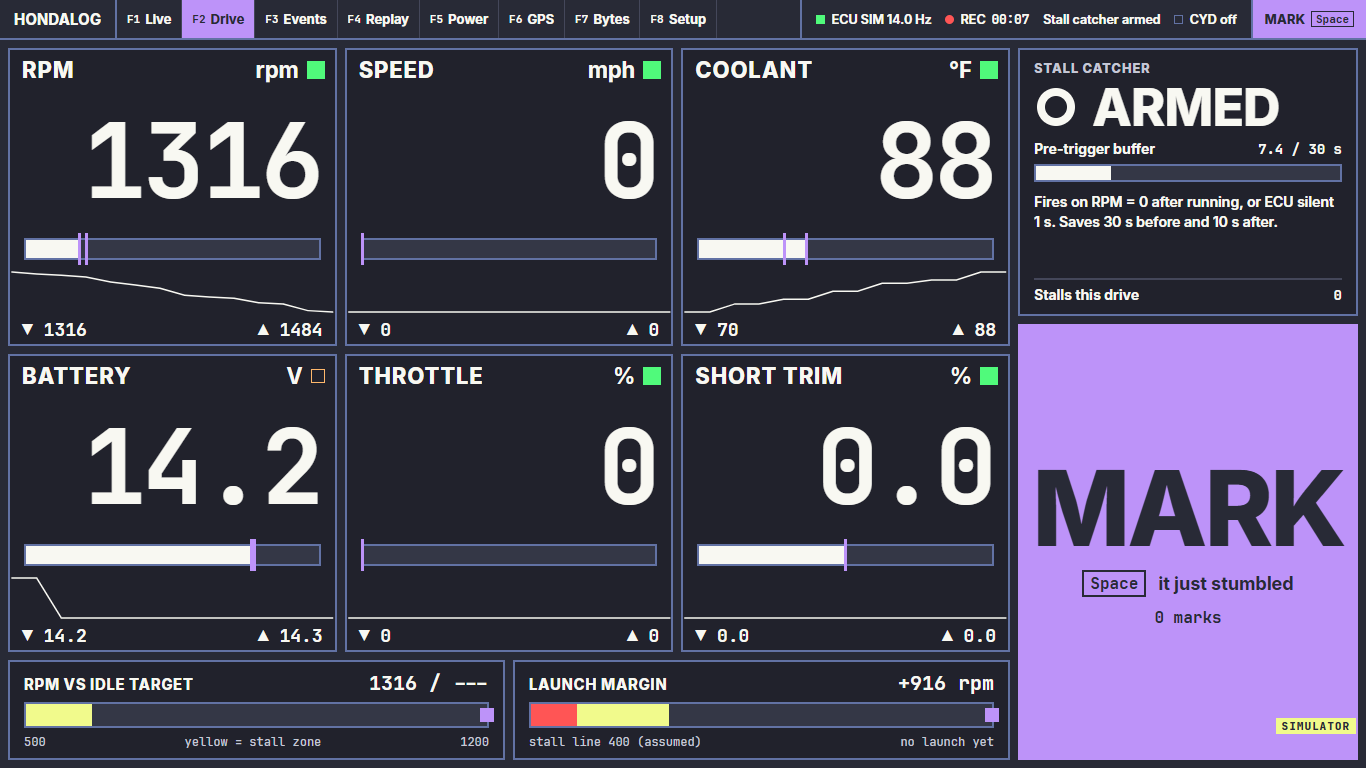 HONDALOG F1 Live F2 Drive F3 Events F4 Replay F5 Power F6 GPS F7 Bytes F8 Setup ECU SIM 14.0 Hz REC 00:07 Stall catcher armed CYD off MARK Space
RPM rpm
1316
▼ 1316 ▲ 1484
SPEED mph
0
▼ 0 ▲ 0
COOLANT °F
88
▼ 70 ▲ 88
BATTERY V
14.2
▼ 14.2 ▲ 14.3
THROTTLE %
0
▼ 0 ▲ 0
SHORT TRIM %
0.0
▼ 0.0 ▲ 0.0
RPM VS IDLE TARGET 1316 / ---
500 yellow = stall zone 1200
LAUNCH MARGIN +916 rpm
stall line 400 (assumed) no launch yet
STALL CATCHER
ARMED
Pre-trigger buffer 7.4 / 30 s
Fires on RPM = 0 after running, or ECU silent
1 s. Saves 30 s before and 10 s after.
Stalls this drive 0
MARK
Space it just stumbled
0 marks
SIMULATOR